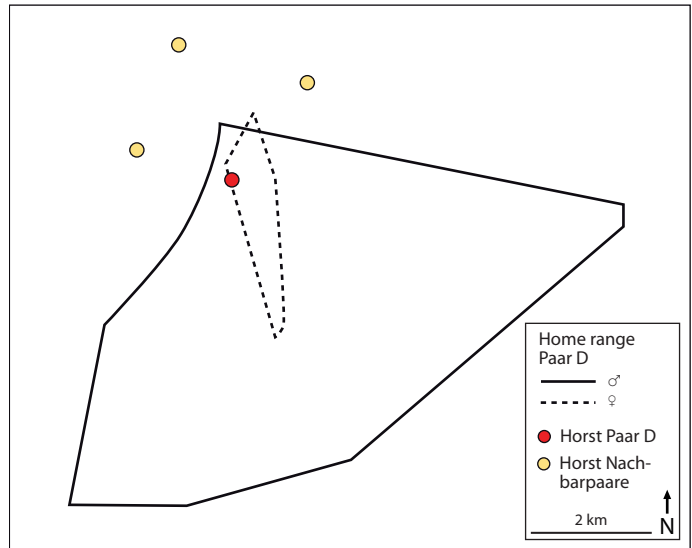 Home range
Paar D
♂
♀
Horst Paar D
Horst Nach-
barpaare
2 km
N